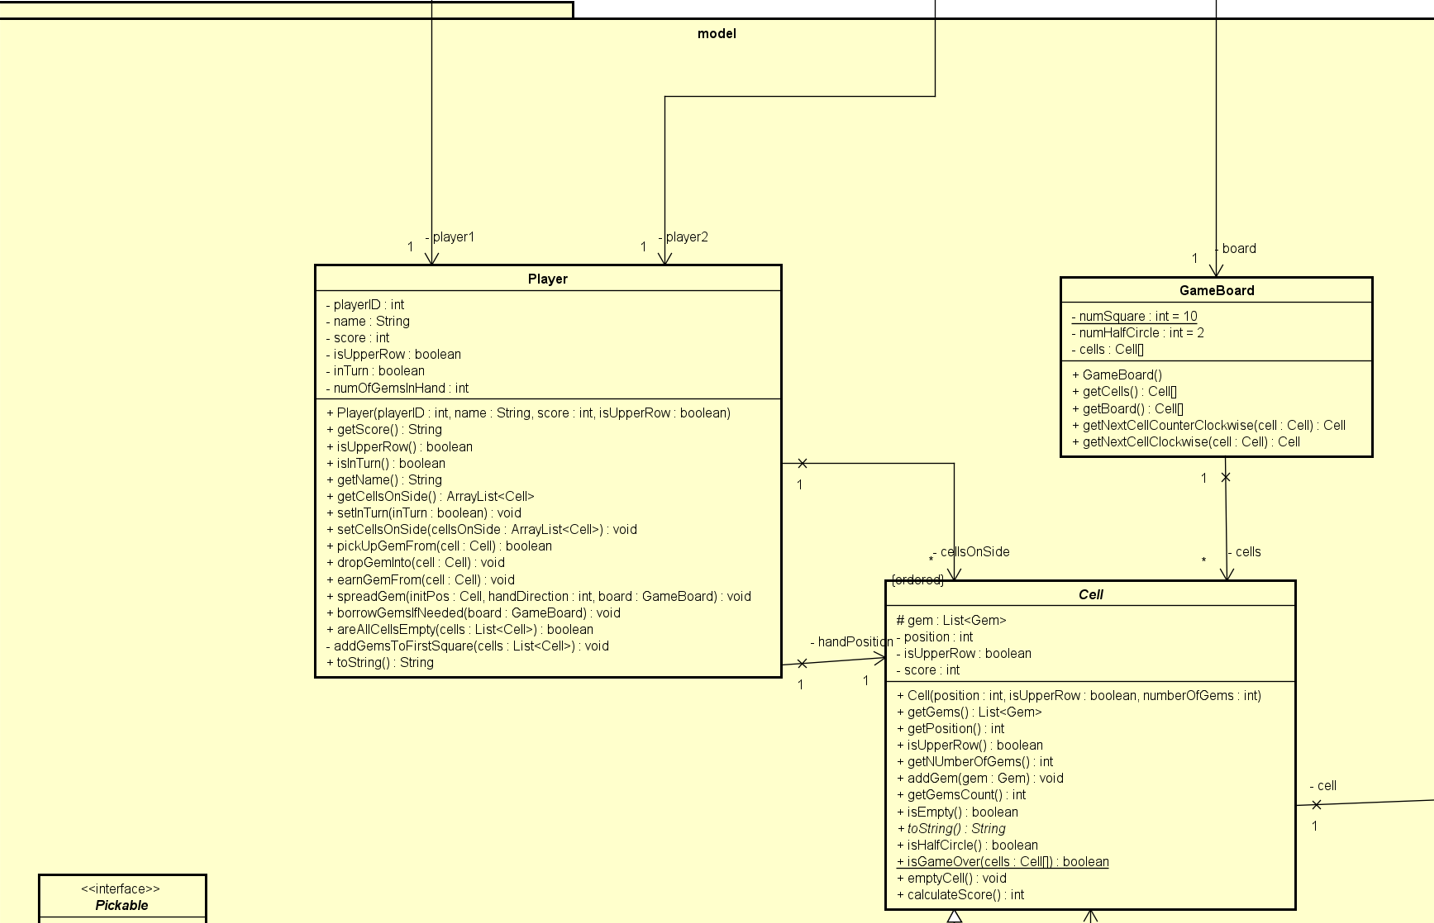 model
1
- player1
1
- player2
1
- board
Player
- playerID : int
- name : String
- score : int
- isUpperRow : boolean
- inTurn : boolean
- numOfGemsInHand : int
+ Player(playerID : int, name : String, score : int, isUpperRow : boolean)
+ getScore() : String
+ isUpperRow() : boolean
+ isInTurn() : boolean
+ getName() : String
+ getCellsOnSide() : ArrayList<Cell>
+ setInTurn(inTurn : boolean) : void
+ setCellsOnSide(cellsOnSide : ArrayList<Cell>) : void
+ pickUpGemFrom(cell : Cell) : boolean
+ dropGemInto(cell : Cell) : void
+ earnGemFrom(cell : Cell) : void
+ spreadGem(initPos : Cell, handDirection : int, board : GameBoard) : void
+ borrowGemsIfNeeded(board : GameBoard) : void
+ areAllCellsEmpty(cells : List<Cell>) : boolean
- addGemsToFirstSquare(cells : List<Cell>) : void
+ toString() : String
GameBoard
- numSquare : int = 10
- numHalfCircle : int = 2
- cells : Cell[]
+ GameBoard()
+ getCells() : Cell[]
+ getBoard() : Cell[]
+ getNextCellCounterClockwise(cell : Cell) : Cell
+ getNextCellClockwise(cell : Cell) : Cell
1
1
- cellsOnSide
*
{ordered}
- cells
*
- handPosition
1
1
Cell
# gem : List<Gem>
- position : int
- isUpperRow : boolean
- score : int
+ Cell(position : int, isUpperRow : boolean, numberOfGems : int)
+ getGems() : List<Gem>
+ getPosition() : int
+ isUpperRow() : boolean
+ getNUmberOfGems() : int
+ addGem(gem : Gem) : void
+ getGemsCount() : int
+ isEmpty() : boolean
+ toString() : String
+ isHalfCircle() : boolean
+ isGameOver(cells : Cell[]) : boolean
+ emptyCell() : void
+ calculateScore() : int
- cell
1
<<interface>>
Pickable